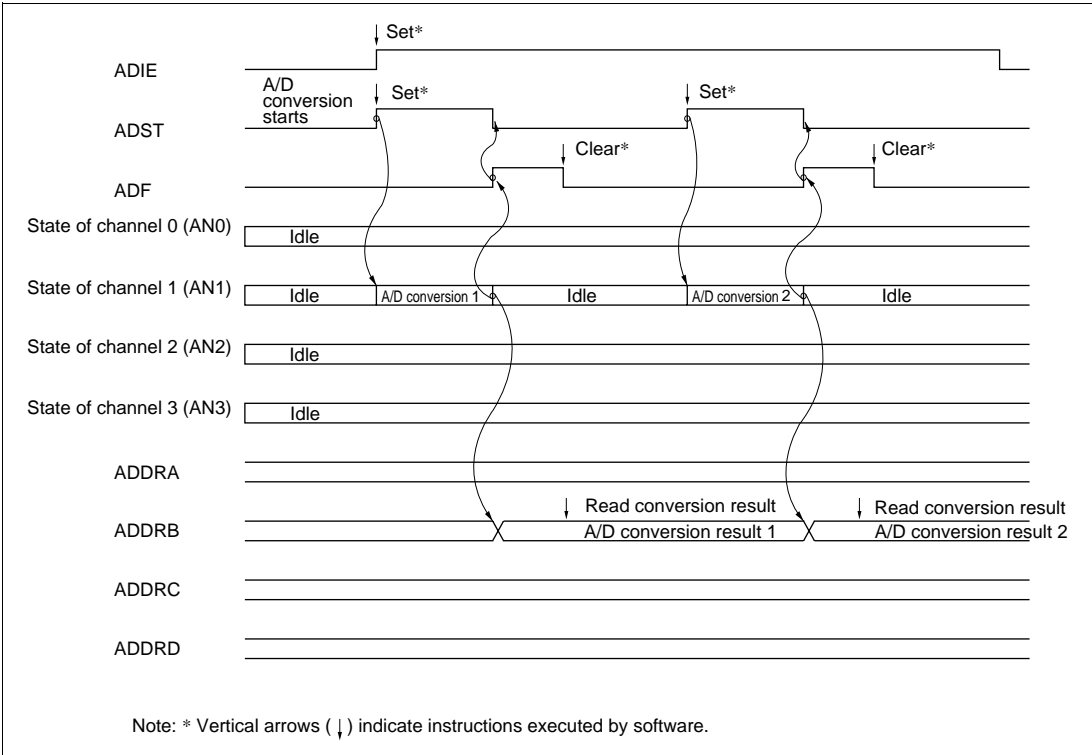 Set*
ADIE
A/D
conversion
starts
Set*
Set*
ADST
Clear*
Clear*
ADF
State of channel 0 (AN0)
Idle
State of channel 1 (AN1)
Idle
A/D conversion 1
Idle
A/D conversion 2
Idle
State of channel 2 (AN2)
Idle
State of channel 3 (AN3)
Idle
ADDRA
Read conversion result
Read conversion result
ADDRB
A/D conversion result 1
A/D conversion result 2
ADDRC
ADDRD
Note: * Vertical arrows (↓) indicate instructions executed by software.